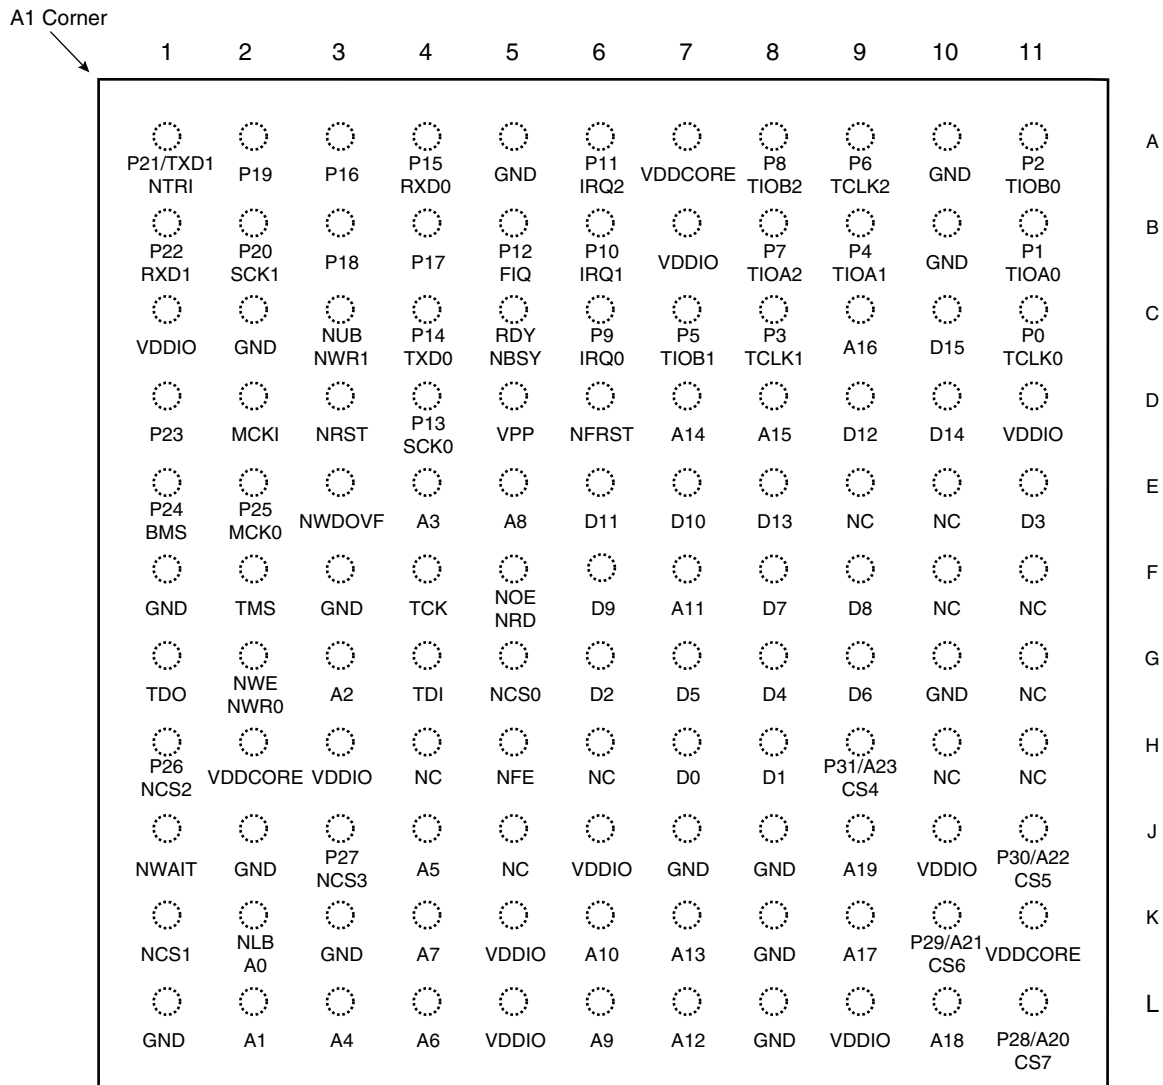 A1 Corner
1 2 3 4 5 6 7 8 9 10 11
A
P21/TXD1 P19 P16 P15 GND P11 VDDCORE P8 P6 GND P2
NTRI RXD0 IRQ2 TIOB2 TCLK2 TIOB0
B
P22 P20 P18 P17 P12 P10 VDDIO P7 P4 GND P1
RXD1 SCK1 FIQ IRQ1 TIOA2 TIOA1 TIOA0
C
VDDIO GND NUB P14 RDY P9 P5 P3 A16 D15 P0
NWR1 TXD0 NBSY IRQ0 TIOB1 TCLK1 TCLK0
D
P23 MCKI NRST P13 VPP NFRST A14 A15 D12 D14 VDDIO
SCK0
E
P24 P25 NWDOVF A3 A8 D11 D10 D13 NC NC D3
BMS MCK0
F
GND TMS GND TCK NOE D9 A11 D7 D8 NC NC
NRD
G
TDO NWE A2 TDI NCS0 D2 D5 D4 D6 GND NC
NWR0
H
P26 VDDCORE VDDIO NC NFE NC D0 D1 P31/A23 NC NC
NCS2 CS4
J
NWAIT GND P27 A5 NC VDDIO GND GND A19 VDDIO P30/A22
NCS3 CS5
K
NCS1 NLB GND A7 VDDIO A10 A13 GND A17 P29/A21 VDDCORE
A0 CS6
L
GND A1 A4 A6 VDDIO A9 A12 GND VDDIO A18 P28/A20
CS7